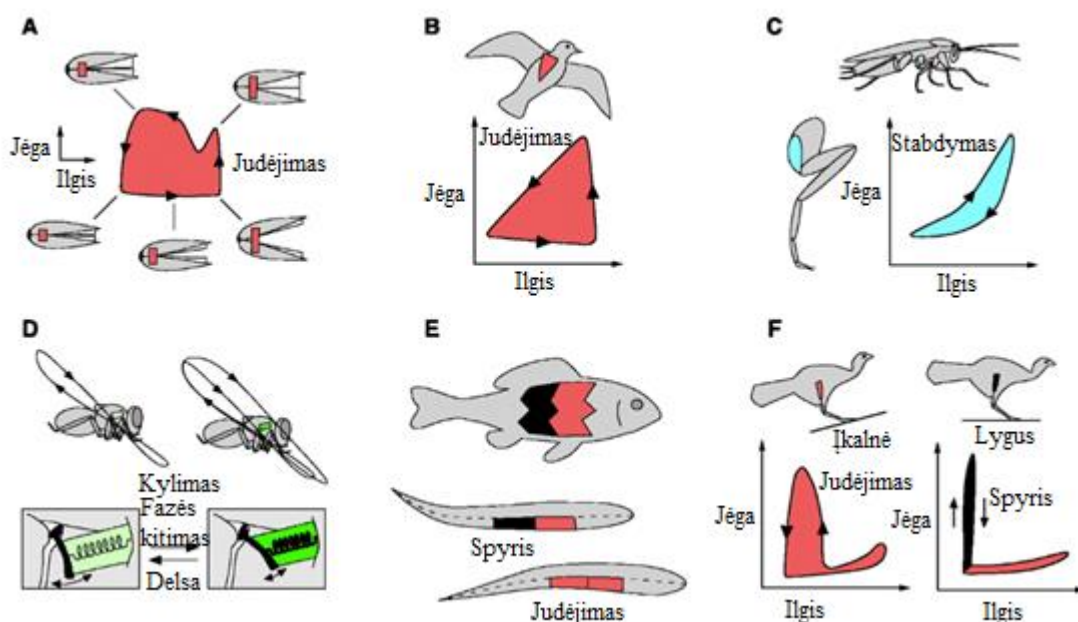 A
Jėga
Ilgis
Judėjimas
B
Judėjimas
Jėga
Ilgis
C
Stabdymas
Jėga
Ilgis
D
Kylimas
Fazės
kitimas
Delsa
E
Spyris
Judėjimas
F
Įkalnė
Lygus
Jėga
Judėjimas
Ilgis
Jėga
Spyris
Ilgis